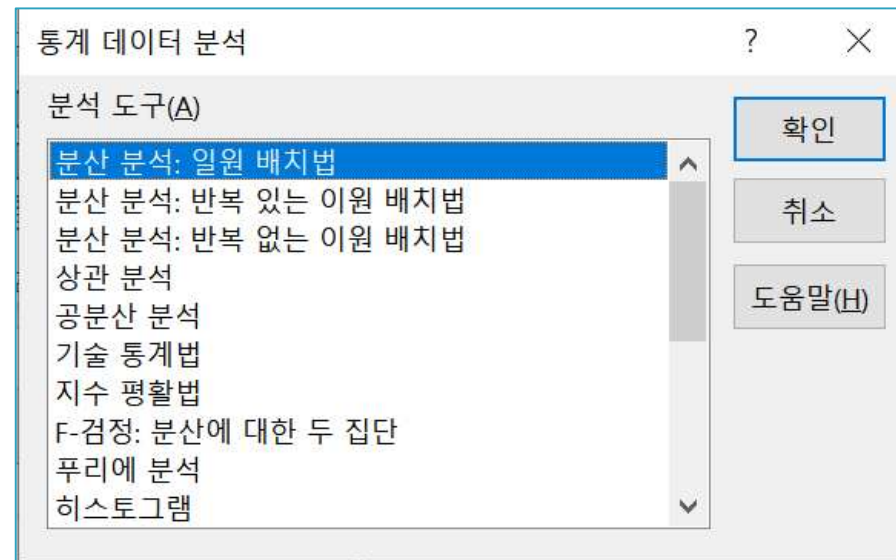 통계 데이터 분석
분석 도구(A)
분산 분석: 일원 배치법
분산 분석: 반복 있는 이원 배치법
분산 분석: 반복 없는 이원 배치법
상관 분석
공분산 분석
기술 통계법
지수 평활법
F-검정: 분산에 대한 두 집단
푸리에 분석
히스토그램
확인
취소
도움말(H)